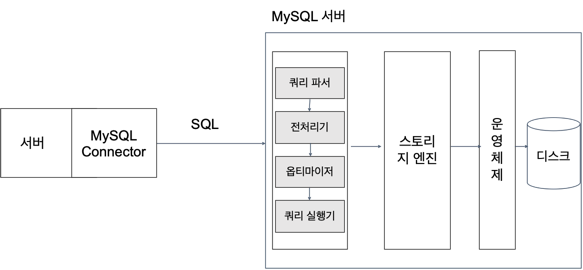 MySQL 서버
쿼리 파서
전처리기
옵티마이저
쿼리 실행기
서버
MySQL
Connector
SQL
스토리
지 엔진
운
영
체
제
디스크